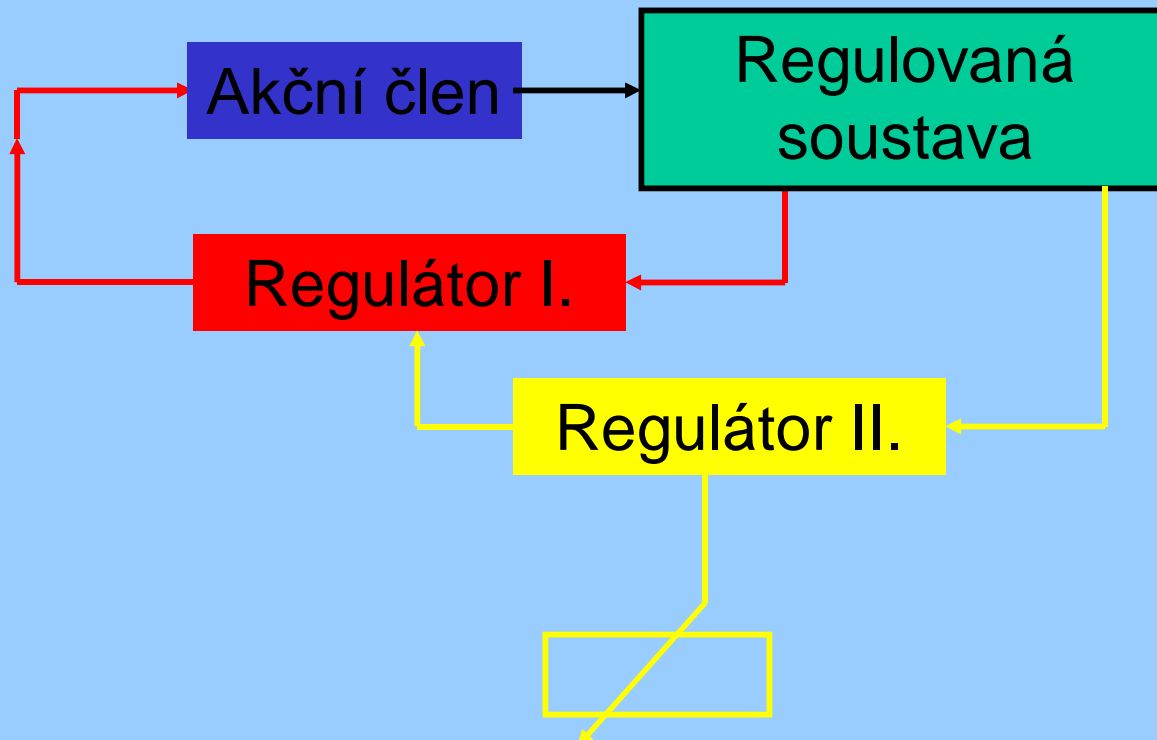 Akční člen
Regulovaná
soustava
Regulátor I.
Regulátor II.